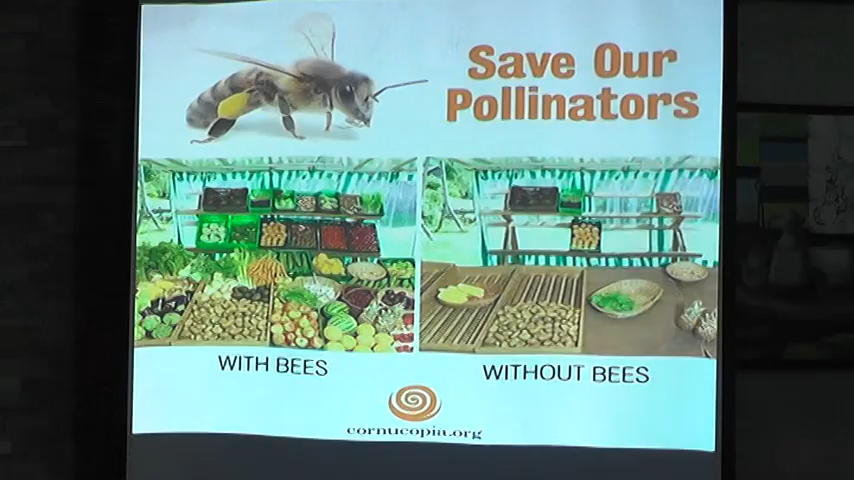 Save Our
Pollinators
WITH BEES
WITHOUT BEES
cornucopia.org